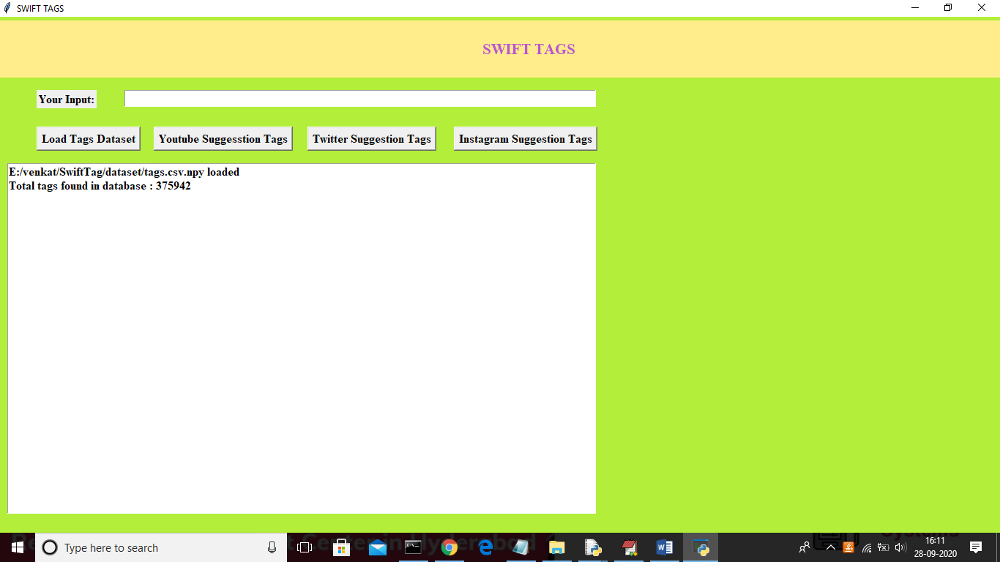 SWIFT TAGS
SWIFT TAGS
Your Input:
Load Tags Dataset Youtube Suggesstion Tags Twitter Suggestion Tags Instagram Suggestion Tags
E:/venkat/SwiftTag/dataset/tags.csv.npy loaded
Total tags found in database : 375942
Type here to search
16:11
28-09-2020